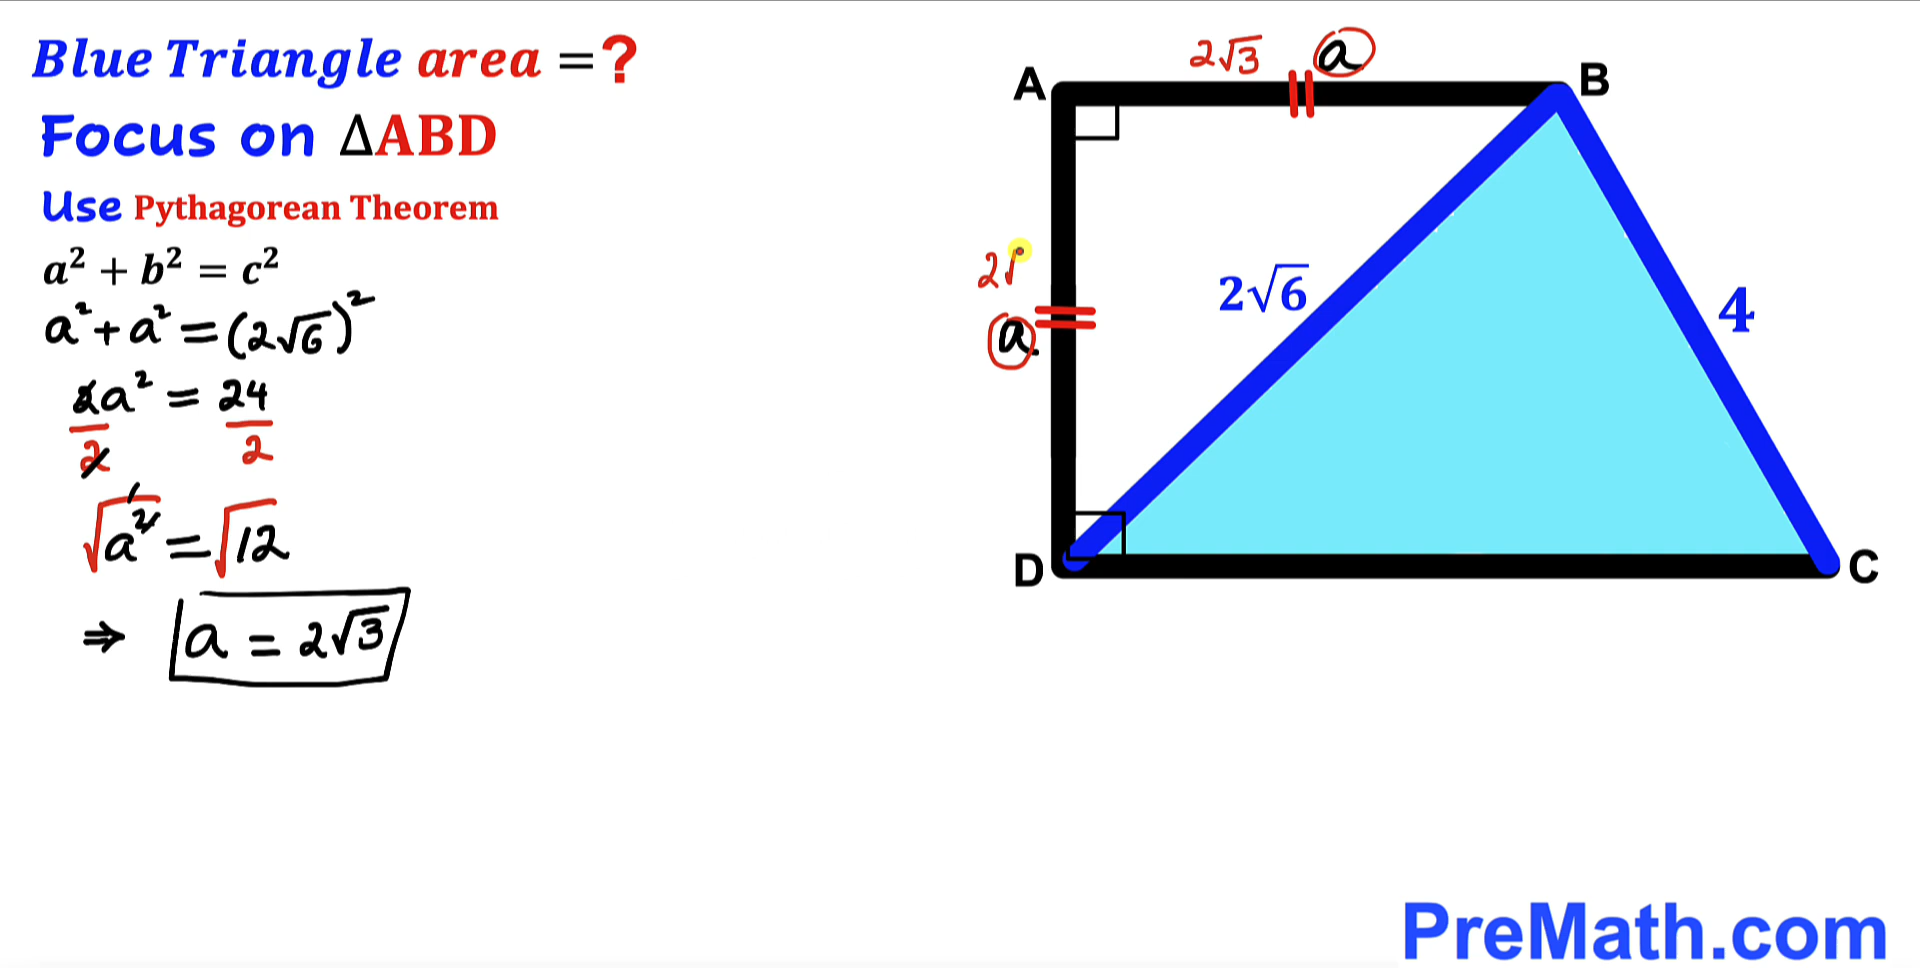 Blue Triangle area = ?
Focus on ΔABD
Use Pythagorean Theorem
a² + b² = c²
a² + a² = (2√6)²
2a² = 24
2 2
√a² = √12
⇒ a = 2√3
2√3 a
A
B
2√
a
2√6
4
D
C
PreMath.com